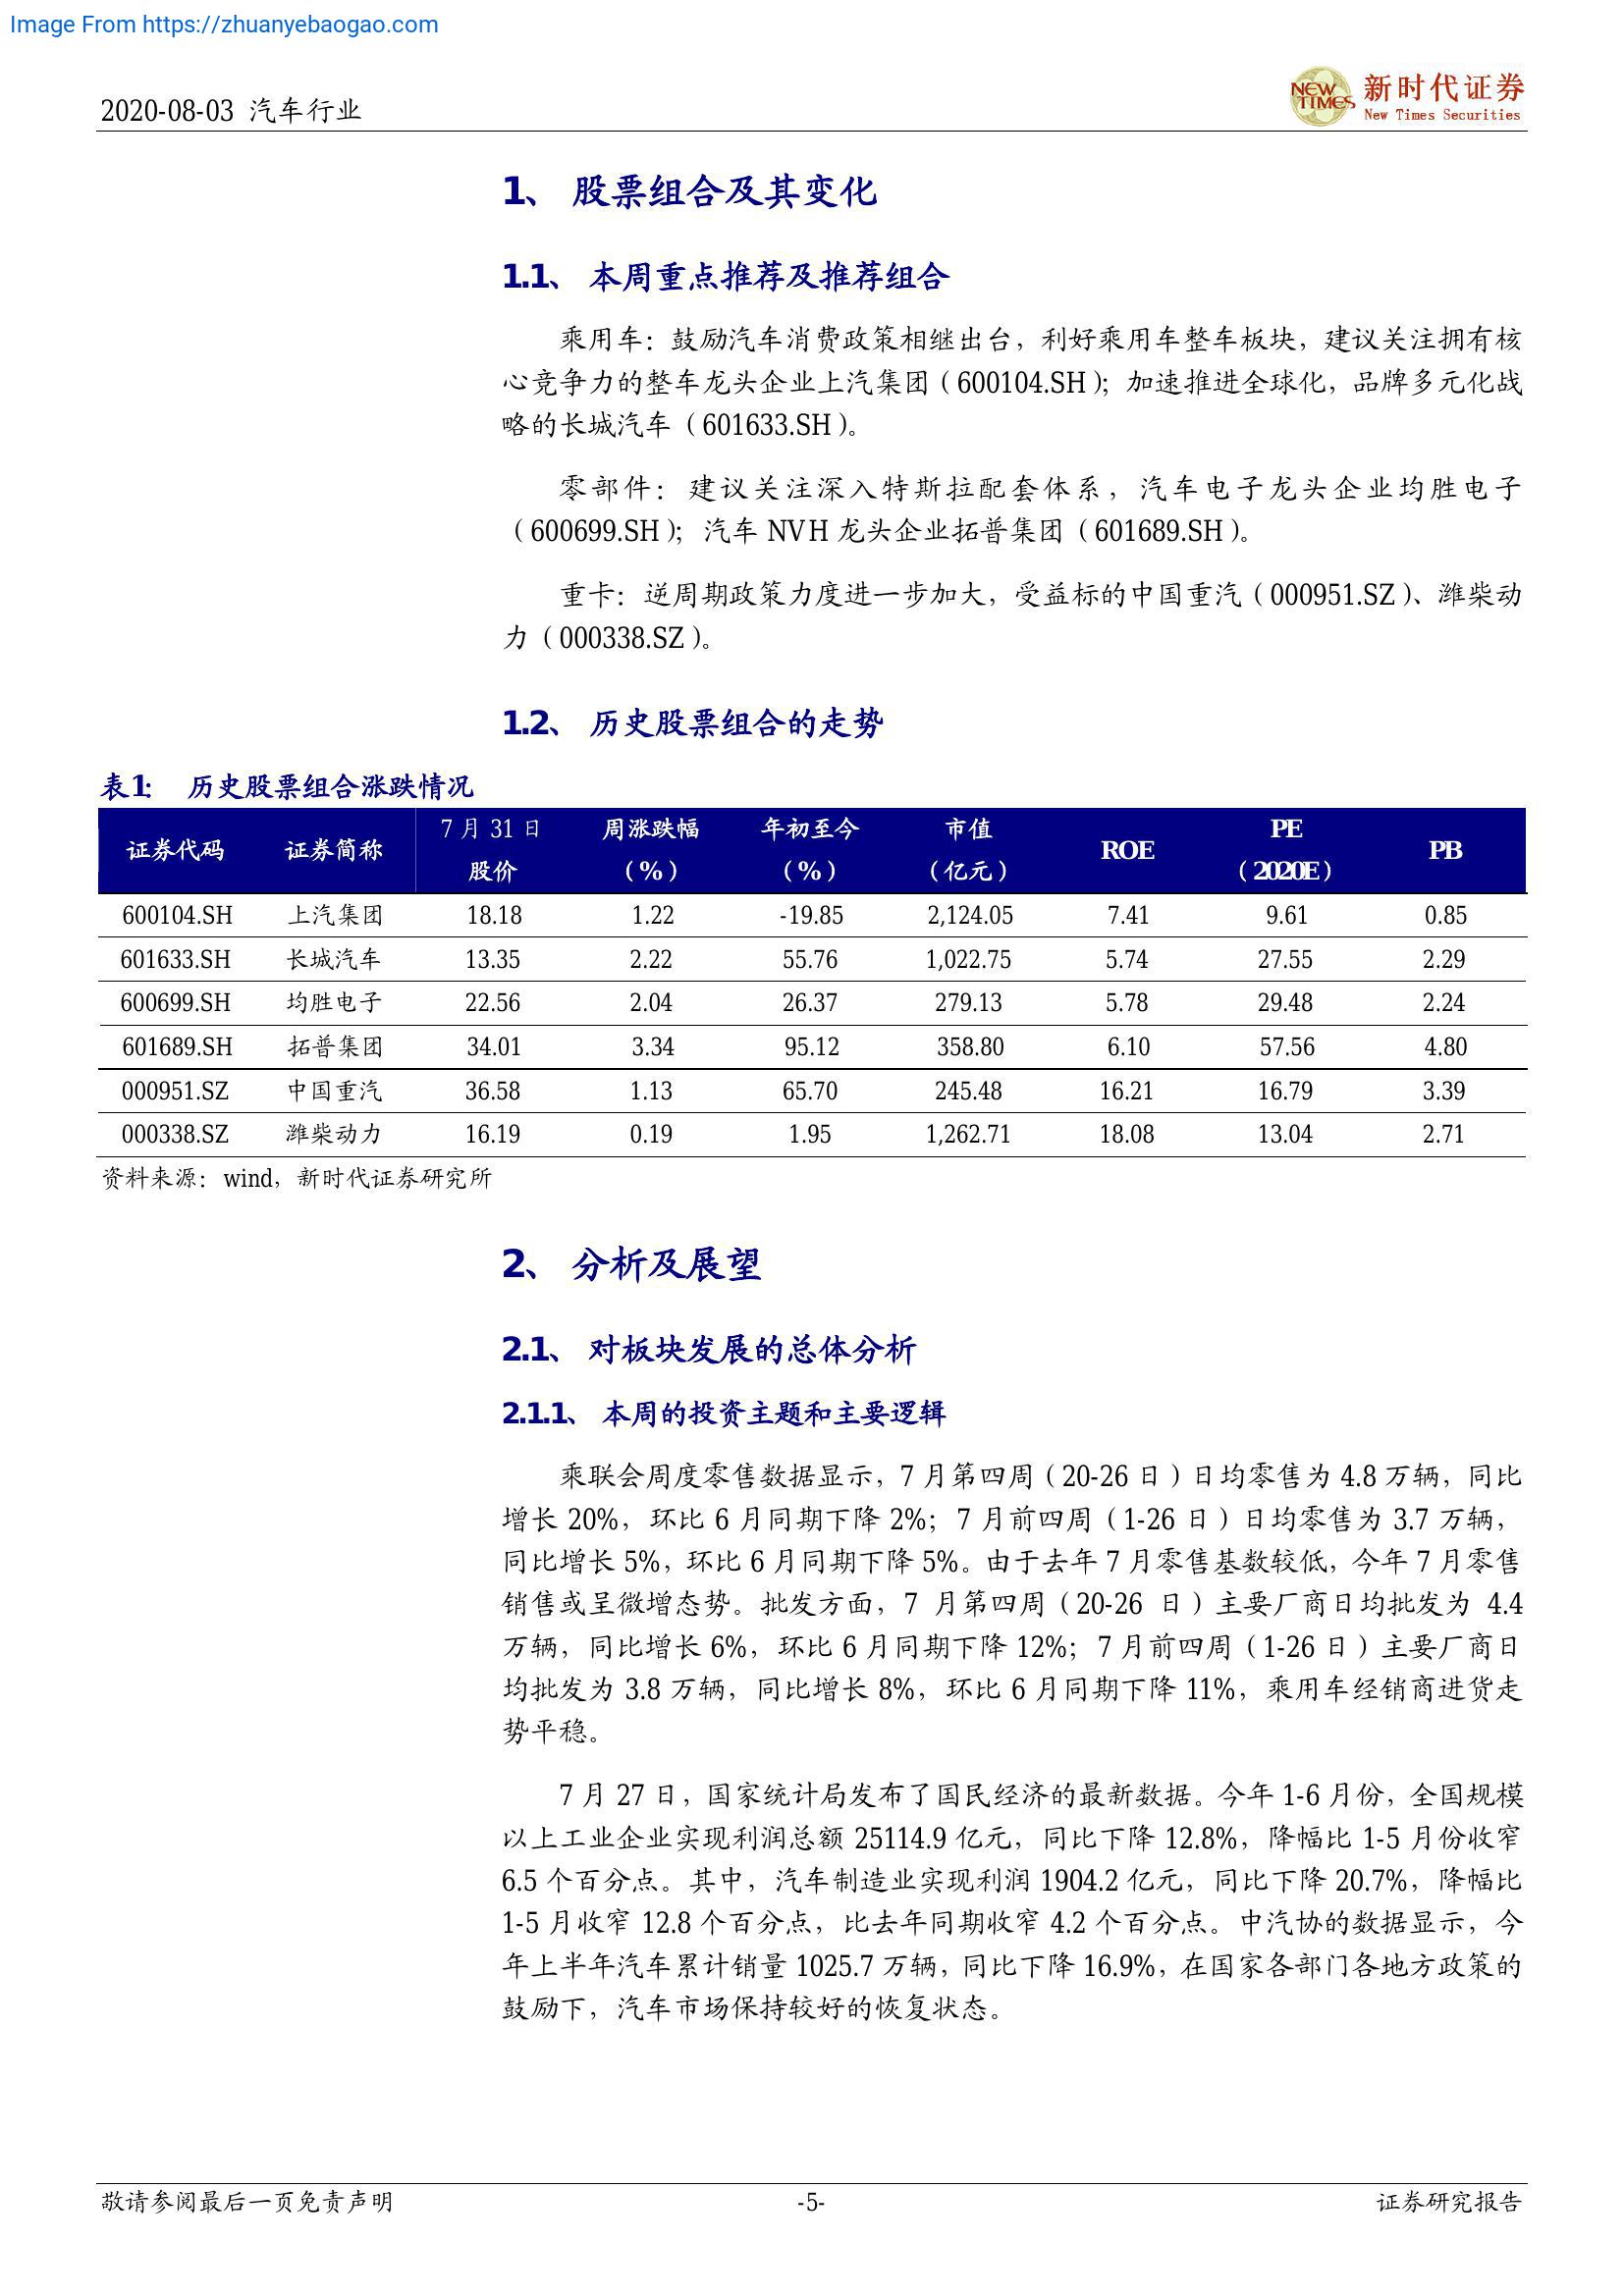 Image From https://zhuanyebaogao.com
2020-08-03 汽车行业
NEW TIMES 新时代证券
New Times Securities
1、 股票组合及其变化
1.1、 本周重点推荐及推荐组合
乘用车：鼓励汽车消费政策相继出台，利好乘用车整车板块，建议关注拥有核
心竞争力的整车龙头企业上汽集团（600104.SH）；加速推进全球化，品牌多元化战
略的长城汽车（601633.SH）。
零部件：建议关注深入特斯拉配套体系，汽车电子龙头企业均胜电子
（600699.SH）；汽车 NVH 龙头企业拓普集团（601689.SH）。
重卡：逆周期政策力度进一步加大，受益标的中国重汽（000951.SZ）、潍柴动
力（000338.SZ）。
1.2、 历史股票组合的走势
表1： 历史股票组合涨跌情况
证券代码 证券简称 7 月 31 日股价 周涨跌幅（%） 年初至今（%） 市值（亿元） ROE PE（2020E） PB
600104.SH 上汽集团 18.18 1.22 -19.85 2,124.05 7.41 9.61 0.85
601633.SH 长城汽车 13.35 2.22 55.76 1,022.75 5.74 27.55 2.29
600699.SH 均胜电子 22.56 2.04 26.37 279.13 5.78 29.48 2.24
601689.SH 拓普集团 34.01 3.34 95.12 358.80 6.10 57.56 4.80
000951.SZ 中国重汽 36.58 1.13 65.70 245.48 16.21 16.79 3.39
000338.SZ 潍柴动力 16.19 0.19 1.95 1,262.71 18.08 13.04 2.71
资料来源：wind，新时代证券研究所
2、 分析及展望
2.1、 对板块发展的总体分析
2.1.1、 本周的投资主题和主要逻辑
乘联会周度零售数据显示，7 月第四周（20-26 日）日均零售为 4.8 万辆，同比
增长 20%，环比 6 月同期下降 2%；7 月前四周（1-26 日）日均零售为 3.7 万辆，
同比增长 5%，环比 6 月同期下降 5%。由于去年 7 月零售基数较低，今年 7 月零售
销售或呈微增态势。批发方面，7 月第四周（20-26 日）主要厂商日均批发为 4.4
万辆，同比增长 6%，环比 6 月同期下降 12%；7 月前四周（1-26 日）主要厂商日
均批发为 3.8 万辆，同比增长 8%，环比 6 月同期下降 11%，乘用车经销商进货走
势平稳。
7 月 27 日，国家统计局发布了国民经济的最新数据。今年 1-6 月份，全国规模
以上工业企业实现利润总额 25114.9 亿元，同比下降 12.8%，降幅比 1-5 月份收窄
6.5 个百分点。其中，汽车制造业实现利润 1904.2 亿元，同比下降 20.7%，降幅比
1-5 月收窄 12.8 个百分点，比去年同期收窄 4.2 个百分点。中汽协的数据显示，今
年上半年汽车累计销量 1025.7 万辆，同比下降 16.9%，在国家各部门各地方政策的
鼓励下，汽车市场保持较好的恢复状态。
敬请参阅最后一页免责声明 -5- 证券研究报告